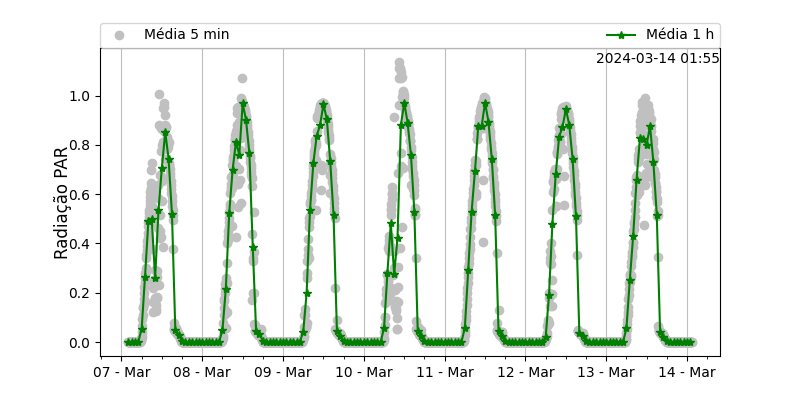 Média 5 min
Média 1 h
2024-03-14 01:55
Radiação PAR
1.0
0.8
0.6
0.4
0.2
0.0
07 - Mar
08 - Mar
09 - Mar
10 - Mar
11 - Mar
12 - Mar
13 - Mar
14 - Mar